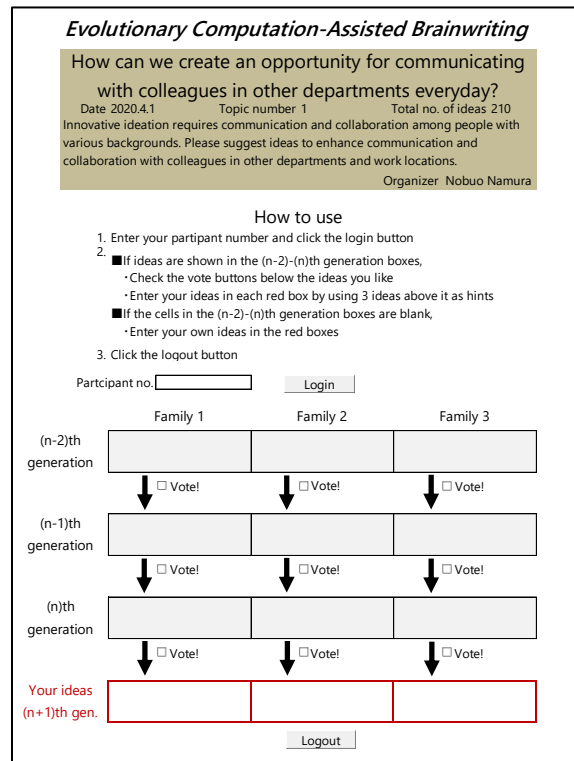 Evolutionary Computation-Assisted Brainwriting
How can we create an opportunity for communicating
with colleagues in other departments everyday?
Date 2020.4.1 Topic number 1 Total no. of ideas 210
Innovative ideation requires communication and collaboration among people with
various backgrounds. Please suggest ideas to enhance communication and
collaboration with colleagues in other departments and work locations.
Organizer Nobuo Namura
How to use
1. Enter your partipant number and click the login button
2.
■If ideas are shown in the (n-2)-(n)th generation boxes,
・Check the vote buttons below the ideas you like
・Enter your ideas in each red box by using 3 ideas above it as hints
■If the cells in the (n-2)-(n)th generation boxes are blank,
・Enter your own ideas in the red boxes
3. Click the logout button
Partcipant no. Login
Family 1 Family 2 Family 3
(n-2)th
generation
Vote! Vote! Vote!
(n-1)th
generation
Vote! Vote! Vote!
(n)th
generation
Vote! Vote! Vote!
Your ideas
(n+1)th gen.
Logout